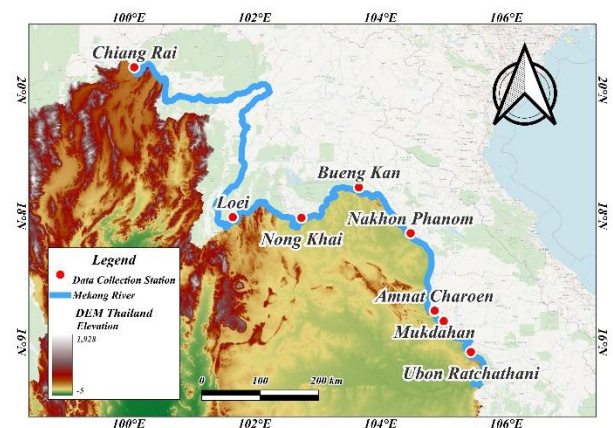 100°E 102°E 104°E 106°E
Chiang Rai
20°N 20°N
Bueng Kan
Loei
18°N 18°N
Nakhon Phanom
Nong Khai
Legend
Data Collection Station
Mekong River
DEM Thailand
Elevation
1,928
-5
Amnat Charoen
Mukdahan
16°N 16°N
Ubon Ratchathani
0 100 200 km
100°E 102°E 104°E 106°E